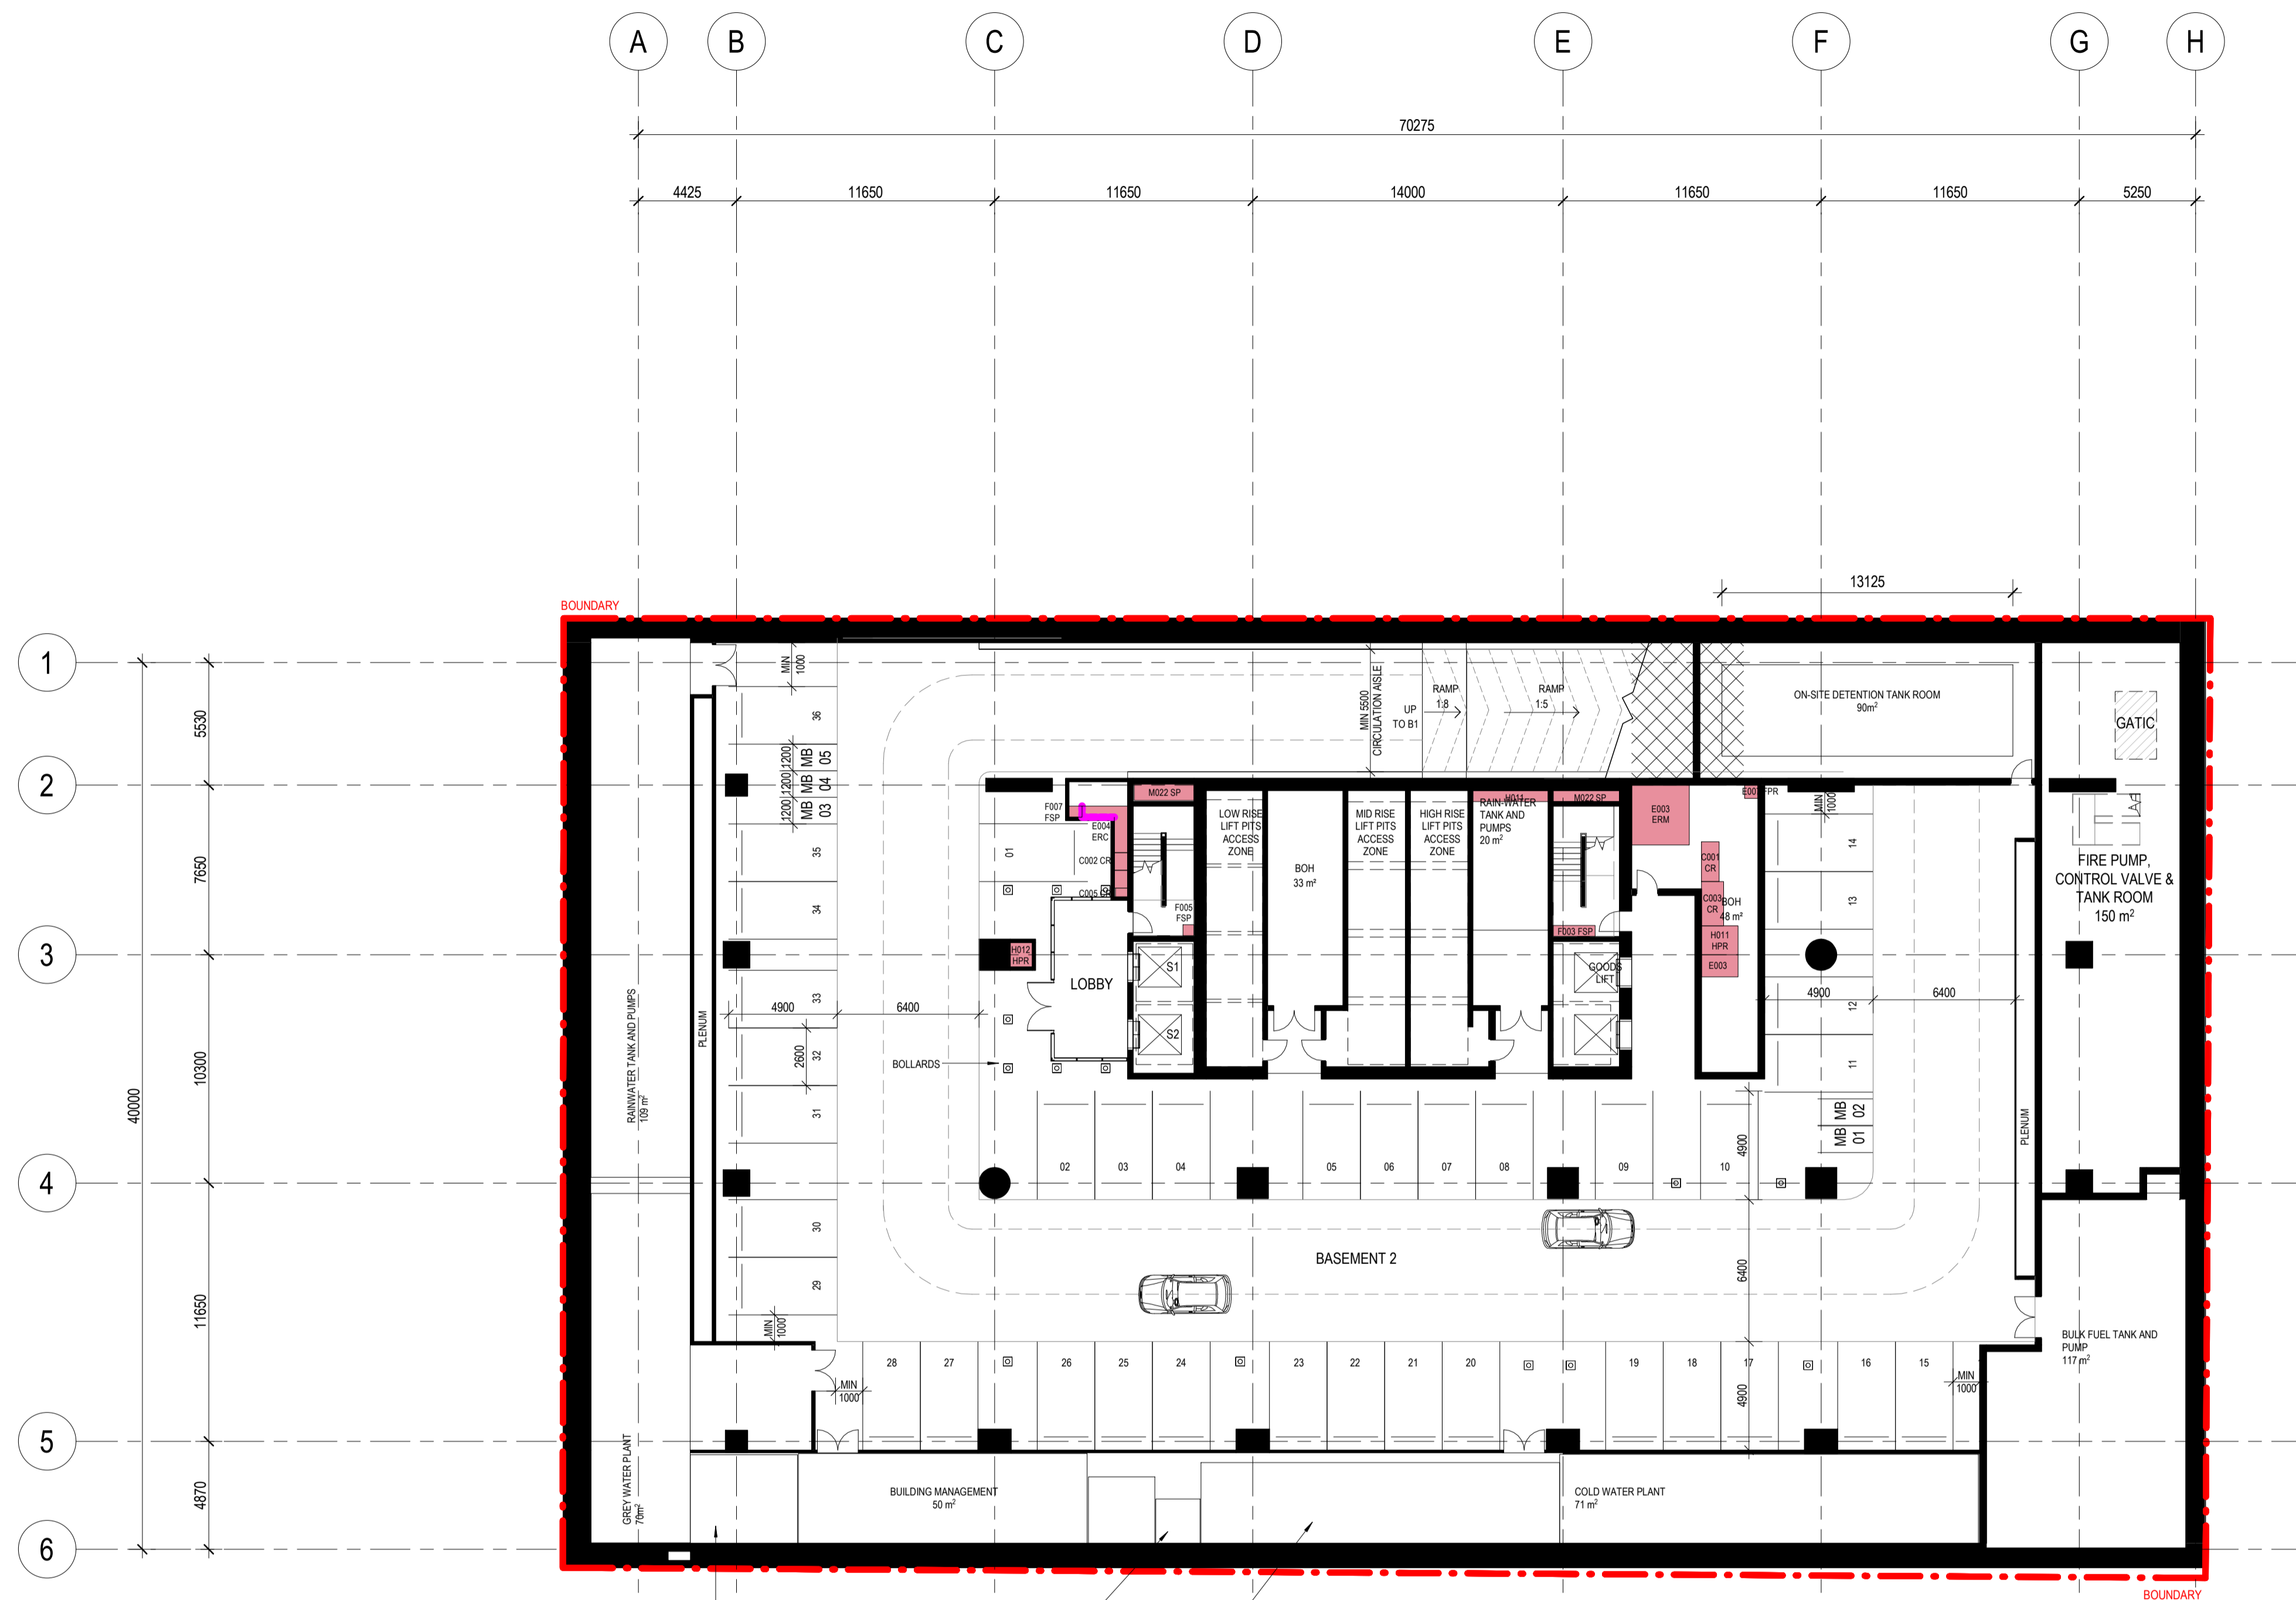 A B C D E F G H
70275
4425 11650 11650 14000 11650 11650 5250
13125
BOUNDARY
1
2
3
4
5
6
5530
7650
10300
11650
4870
40000
MIN
1000
36
1200 MB 05
1200 MB 04
1200 MB 03
35
34
33
4900
6400
2600
32
31
30
29
MIN
1000
RAINWATER TANK AND PUMPS
109 m²
PLENUM
GREY WATER PLANT
70m²
MIN 5500
CIRCULATION AISLE
UP
TO B1
RAMP
1:8
RAMP
1:5
ON-SITE DETENTION TANK ROOM
90m²
GATIC
F007
FSP
E004
ERC
C002 CR
C005 CR
01
M022 SP
F005
FSP
H012
HPR
LOBBY
S1
S2
BOLLARDS
LOW RISE
LIFT PITS
ACCESS
ZONE
BOH
33 m²
MID RISE
LIFT PITS
ACCESS
ZONE
HIGH RISE
LIFT PITS
ACCESS
ZONE
H011
RAIN-WATER
TANK AND
PUMPS
20 m²
M022 SP
F003 FSP
GOODS
LIFT
E003
ERM
C001
CR
C003
CR
BOH
48 m²
H011
HPR
E003
MIN
1000
14
13
12
11
4900
6400
MB 02
MB 01
PLENUM
FIRE PUMP,
CONTROL VALVE &
TANK ROOM
150 m²
02 03 04 05 06 07 08 09 10
4900
6400
4900
BASEMENT 2
28 27 26 25 24 23 22 21 20 19 18 17 16 15
MIN
1000
MIN
1000
BULK FUEL TANK AND
PUMP
117 m²
BUILDING MANAGEMENT
50 m²
COLD WATER PLANT
71 m²
BOUNDARY